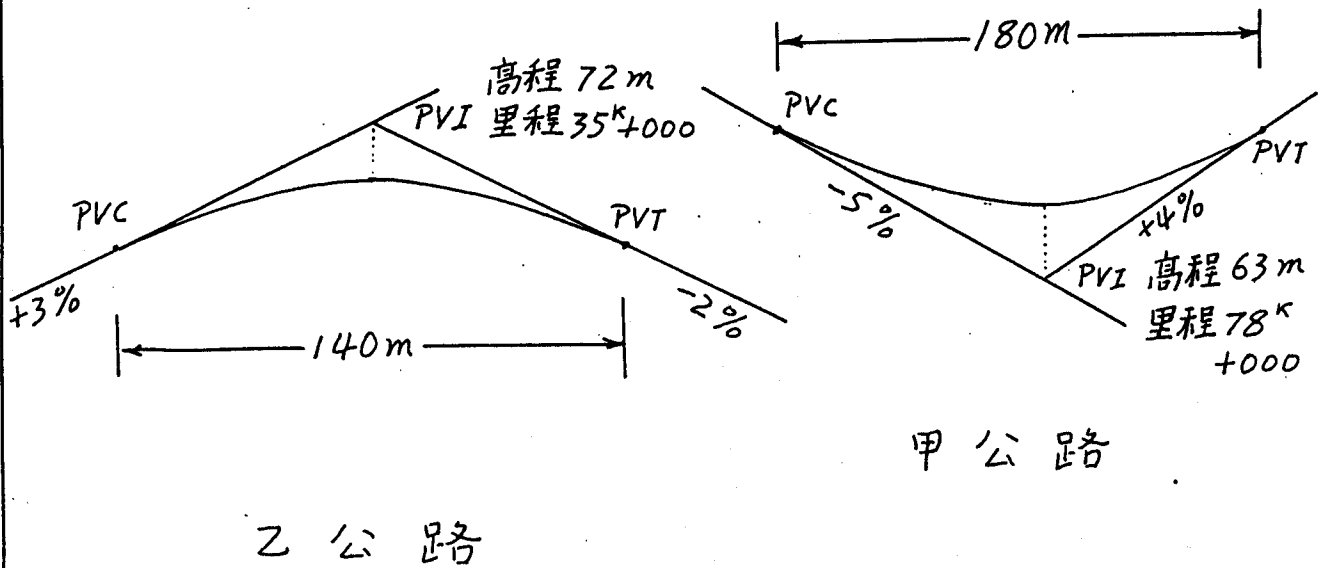 高程 72m
PVI 里程 35ᴷ+000
PVC
PVT
+3%
-2%
140m
乙公路
180m
PVC
PVT
-5%
+4%
PVI 高程 63m
里程 78ᴷ
+000
甲公路